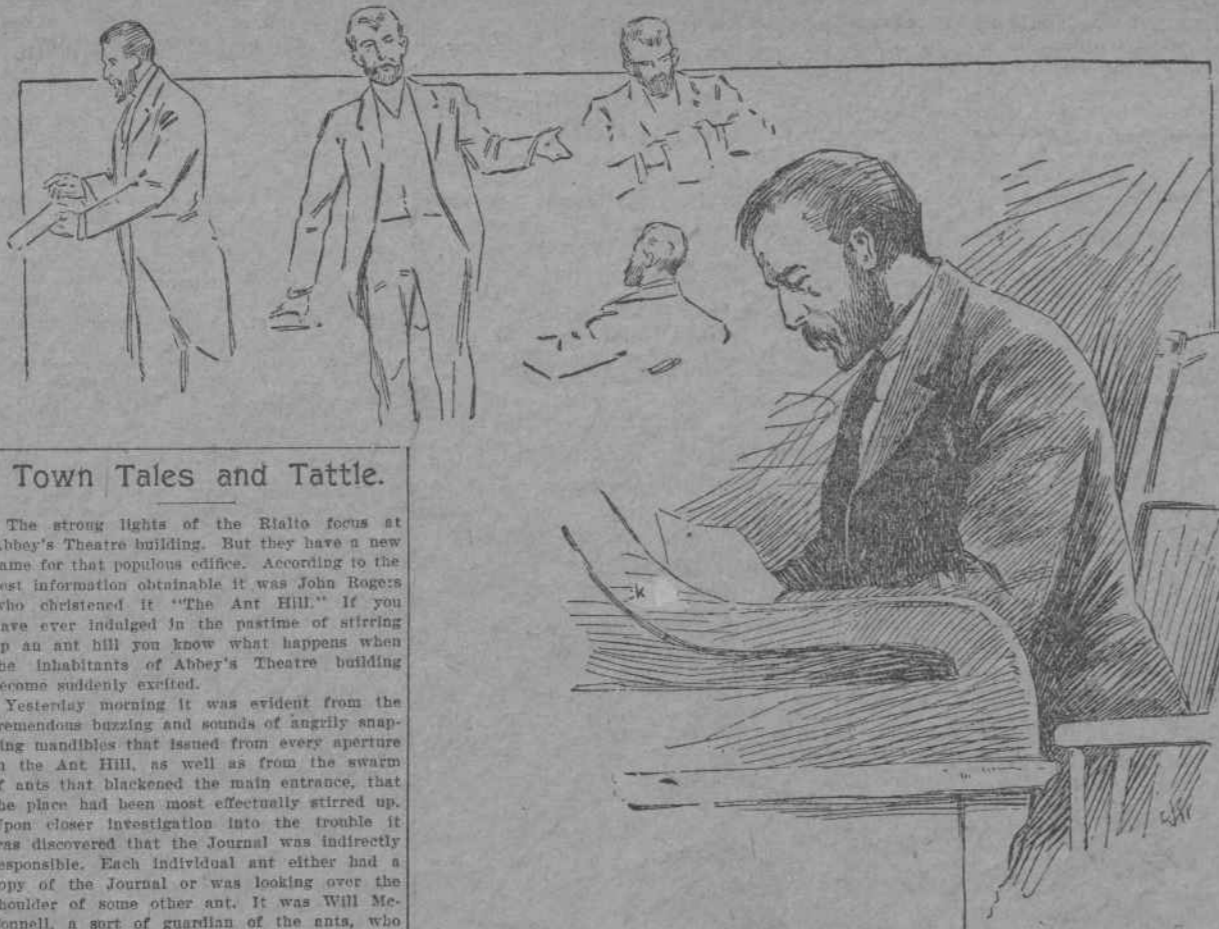 Town Tales and Tattle.
The strong lights of the Rialto focus at
Abbey's Theatre building. But they have a new
ame for that populous edifice. According to the
est information obtainable it was John Rogers
who christened it "The Ant Hill." If you
ave ever indulged in the pastime of stirring
p an ant hill you know what happens when
he inhabitants of Abbey's Theatre building
ecome suddenly excited.
Yesterday morning it was evident from the
remendous buzzing and sounds of angrily snap-
ing mandibles that issued from every aperture
n the Ant Hill, as well as from the swarm
f ants that blackened the main entrance, that
he place had been most effectually stirred up.
Upon closer investigation into the trouble it
was discovered that the Journal was indirectly
esponsible. Each individual ant either had a
opy of the Journal or was looking over the
houlder of some other ant. It was Will Mc-
onnell, a sort of guardian of the ants, who